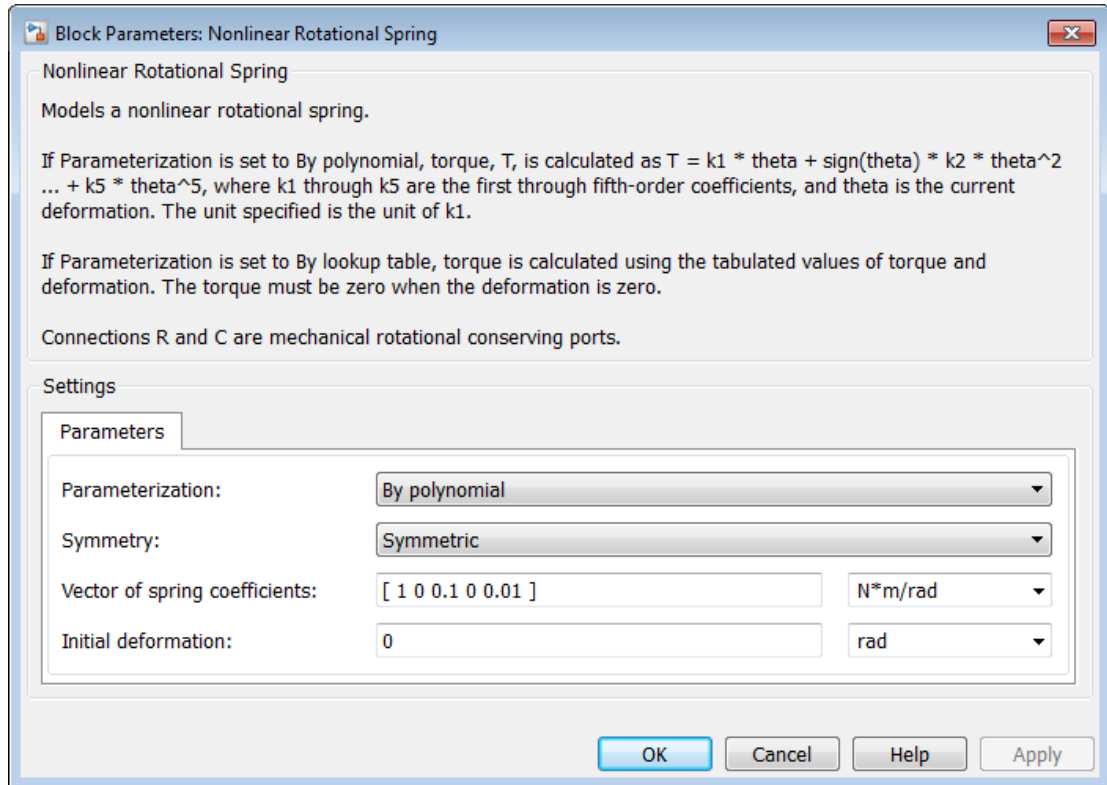 Block Parameters: Nonlinear Rotational Spring
Nonlinear Rotational Spring
Models a nonlinear rotational spring.
If Parameterization is set to By polynomial, torque, T, is calculated as T = k1 * theta + sign(theta) * k2 * theta^2
... + k5 * theta^5, where k1 through k5 are the first through fifth-order coefficients, and theta is the current
deformation. The unit specified is the unit of k1.
If Parameterization is set to By lookup table, torque is calculated using the tabulated values of torque and
deformation. The torque must be zero when the deformation is zero.
Connections R and C are mechanical rotational conserving ports.
Settings
Parameters
Parameterization: By polynomial
Symmetry: Symmetric
Vector of spring coefficients: [ 1 0 0.1 0 0.01 ] N*m/rad
Initial deformation: 0 rad
OK Cancel Help Apply